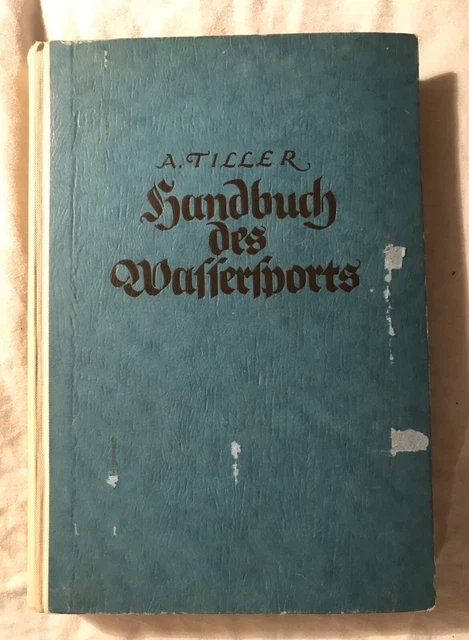 A. TILLER
Handbuch
des
Wasserſports